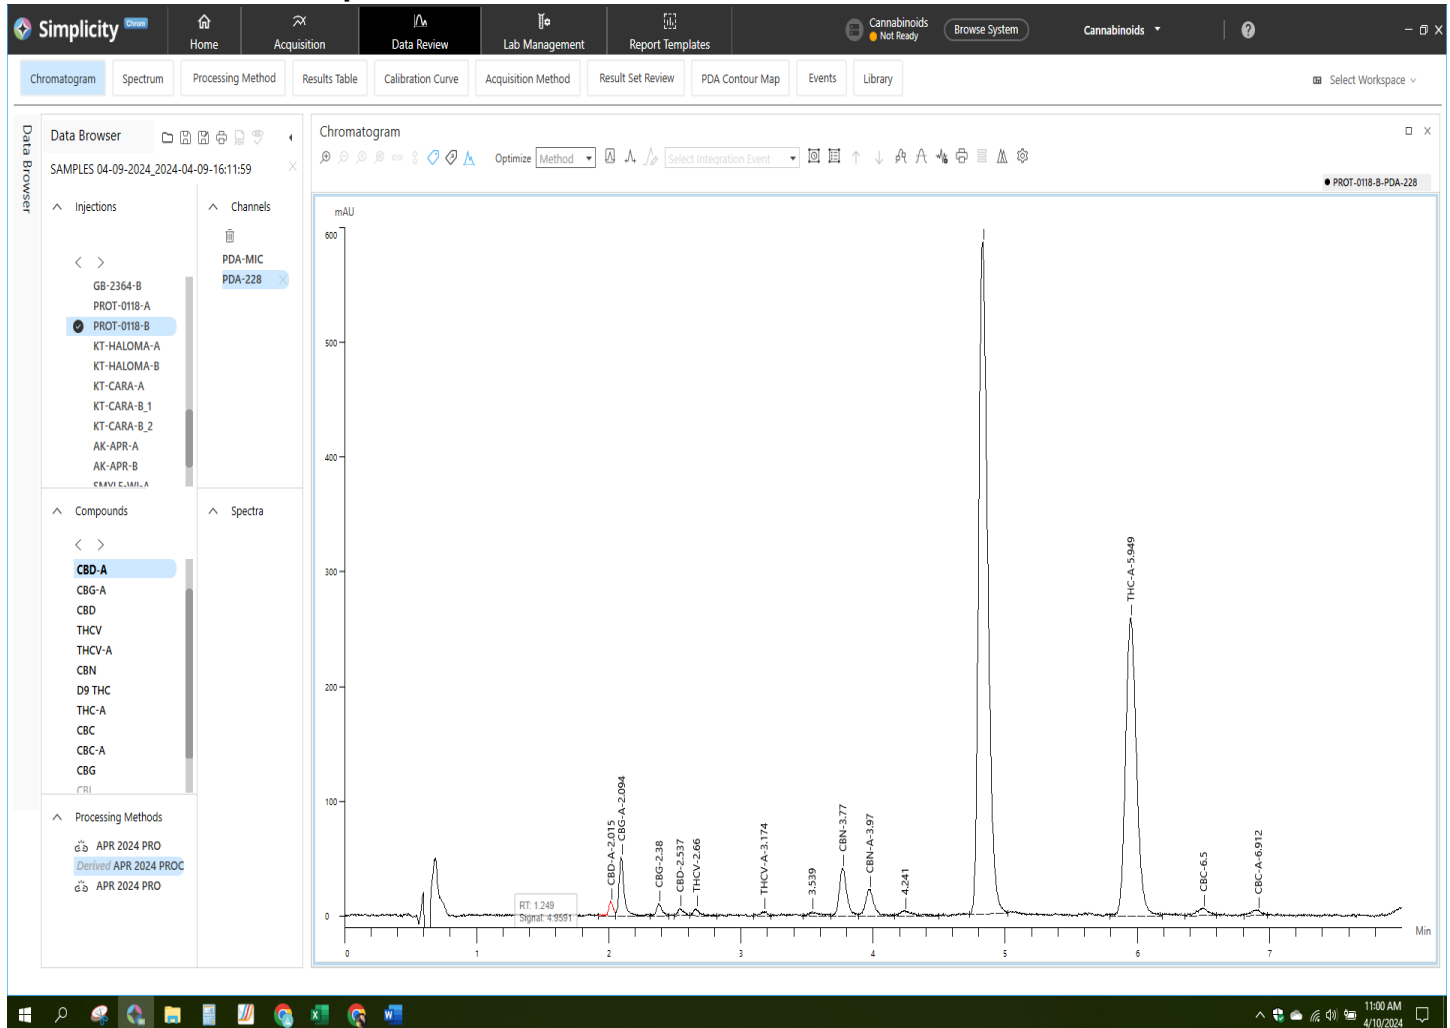 Simplicity Chrom
Home
Acquisition
Data Review
Lab Management
Report Templates
Cannabinoids
Not Ready
Browse System
Cannabinoids
Chromatogram
Spectrum
Processing Method
Results Table
Calibration Curve
Acquisition Method
Result Set Review
PDA Contour Map
Events
Library
Select Workspace
Data Browser
Data Browser
SAMPLES 04-09-2024_2024-04-09-16:11:59
Injections
GB-2364-B
PROT-0118-A
PROT-0118-B
KT-HALOMA-A
KT-HALOMA-B
KT-CARA-A
KT-CARA-B_1
KT-CARA-B_2
AK-APR-A
AK-APR-B
SMYLE-WI-A
Channels
PDA-MIC
PDA-228
Compounds
CBD-A
CBG-A
CBD
THCV
THCV-A
CBN
D9 THC
THC-A
CBC
CBC-A
CBG
Spectra
Processing Methods
APR 2024 PRO
Derived APR 2024 PROC
APR 2024 PRO
Chromatogram
Optimize Method
Select Integration Event
PROT-0118-B-PDA-228
mAU
600
500
400
300
200
100
0
CBD-A-2.015
CBG-A-2.094
CBG-2.38
CBD-2.537
THCV-2.66
THCV-A-3.174
3.539
CBN-3.77
CBN-A-3.97
4.241
THC-A-5.949
CBC-6.5
CBC-A-6.912
RT: 1.249
Signal: 4.9591
Min
0 1 2 3 4 5 6 7
11:00 AM
4/10/2024